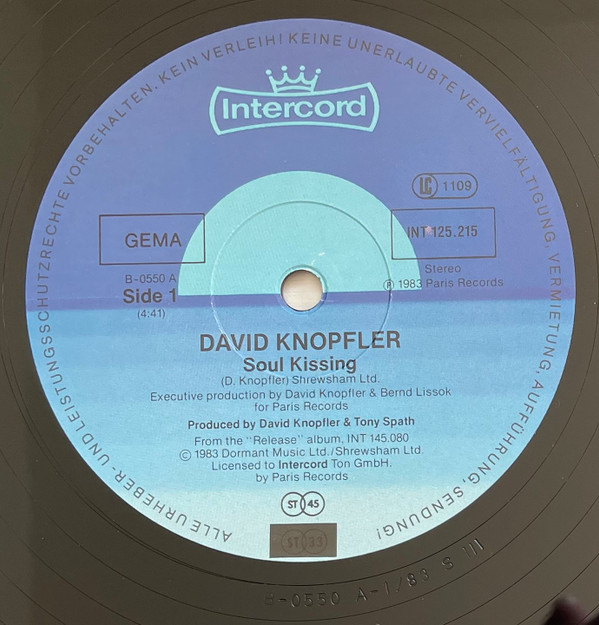 ALLE URHEBER- UND LEISTUNGSSCHUTZRECHTE VORBEHALTEN. KEIN VERLEIH! KEINE UNERLAUBTE VERVIELFÄLTIGUNG, VERMIETUNG, AUFFÜHRUNG, SENDUNG!
Intercord
LC 1109
GEMA
INT 125.215
B-0550 A
Side 1
(4:41)
Stereo
Ⓟ 1983 Paris Records
DAVID KNOPFLER
Soul Kissing
(D. Knopfler) Shrewsham Ltd.
Executive production by David Knopfler & Bernd Lissok
for Paris Records
Produced by David Knopfler & Tony Spath
From the "Release" album, INT 145.080
© 1983 Dormant Music Ltd./Shrewsham Ltd.
Licensed to Intercord Ton GmbH.
by Paris Records
ST 45
ST 33
B-0550 A-1/83 S